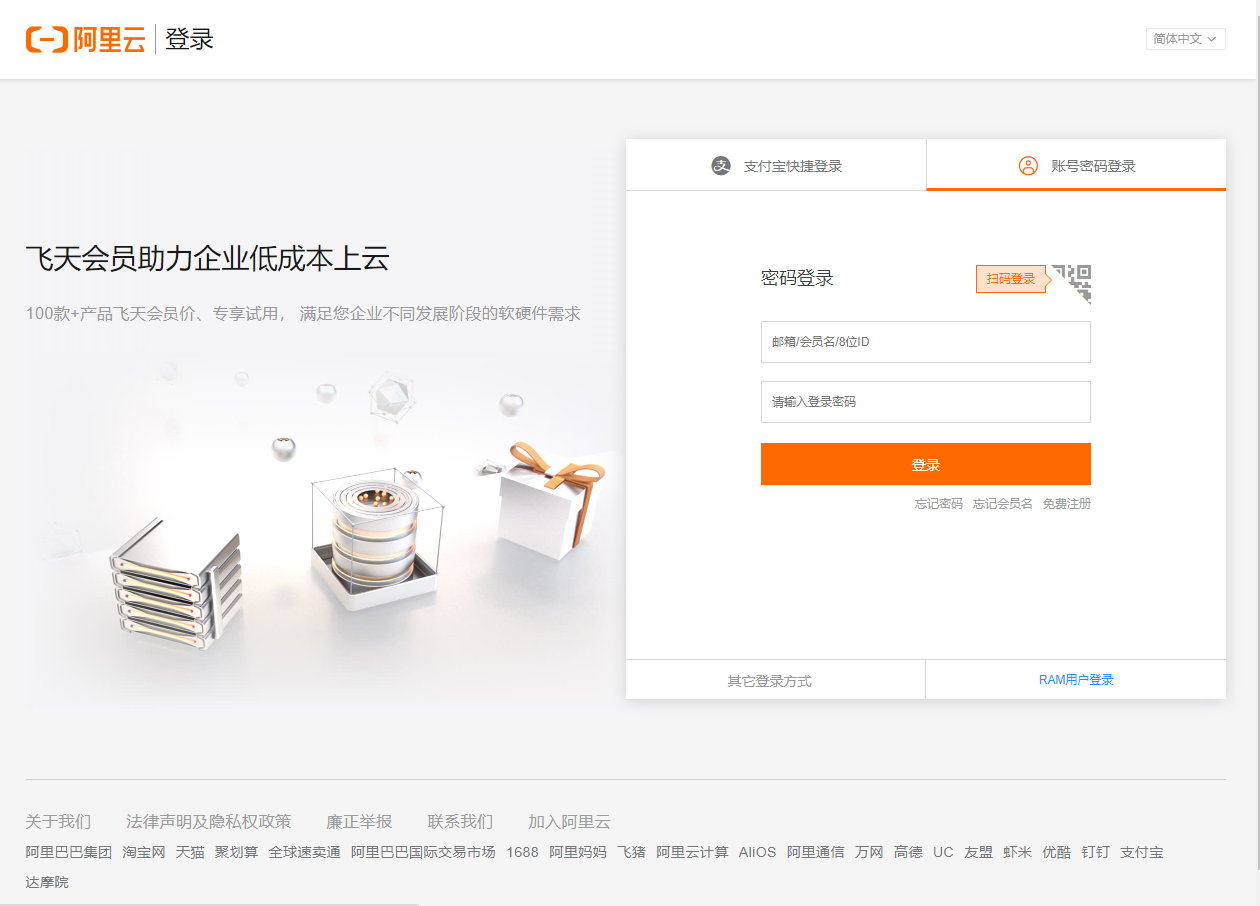 阿里云 登录
简体中文
支付宝快捷登录 账号密码登录
飞天会员助力企业低成本上云
100款+产品飞天会员价、专享试用， 满足您企业不同发展阶段的软硬件需求
密码登录 扫码登录
邮箱/会员名/8位ID
请输入登录密码
登录
忘记密码 忘记会员名 免费注册
其它登录方式 RAM用户登录
关于我们 法律声明及隐私权政策 廉正举报 联系我们 加入阿里云
阿里巴巴集团 淘宝网 天猫 聚划算 全球速卖通 阿里巴巴国际交易市场 1688 阿里妈妈 飞猪 阿里云计算 AliOS 阿里通信 万网 高德 UC 友盟 虾米 优酷 钉钉 支付宝
达摩院